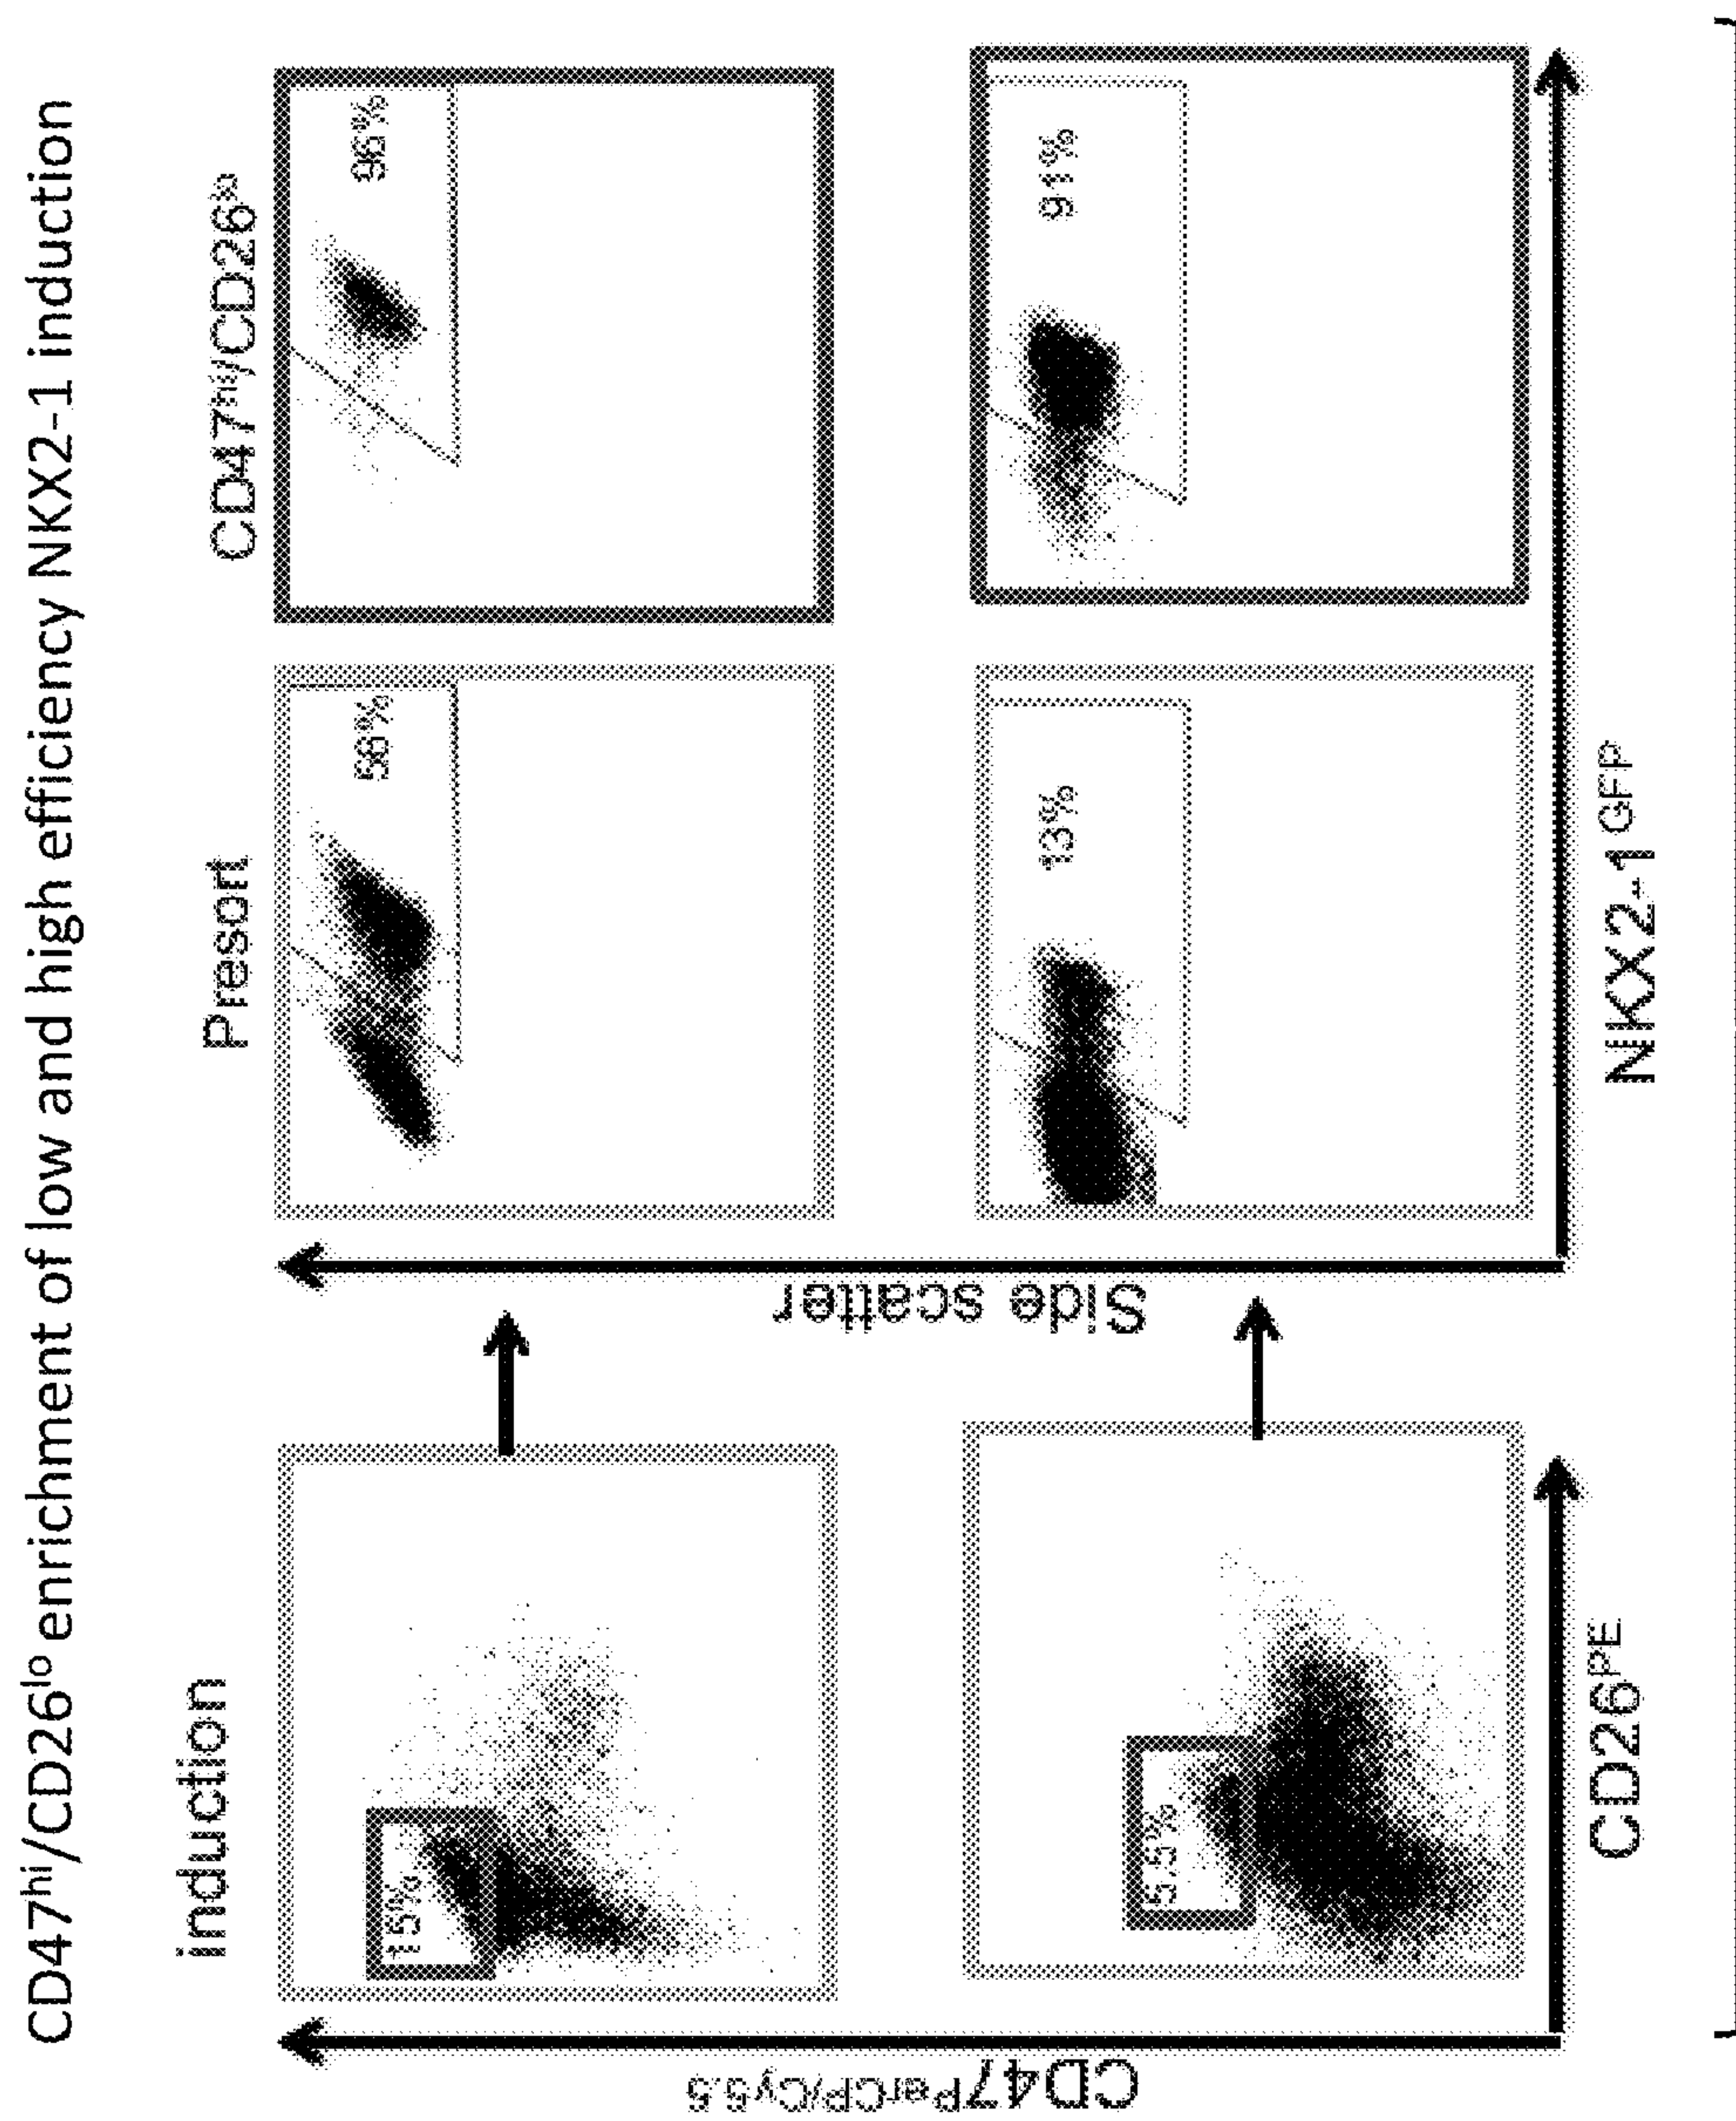 CD47hi/CD26lo enrichment of low and high efficiency NKX2-1 induction
induction
Presort
CD47hi/CD26lo
15%
58%
96%
5.5%
13%
91%
CD47PerCP/Cy5.5
Side scatter
CD26PE
NKX2-1GFP